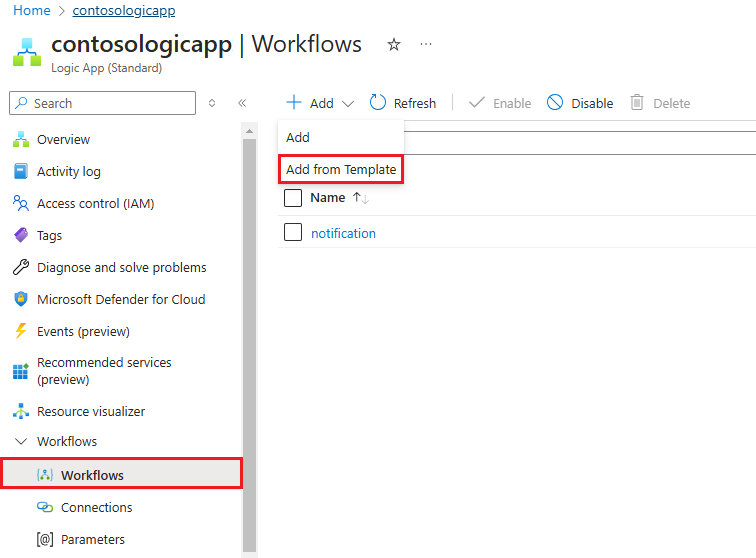 Home > contosologicapp
contosologicapp | Workflows ☆ ···
Logic App (Standard)
Search
Add Refresh Enable Disable Delete
Add
Add from Template
Name ↑↓
notification
Overview
Activity log
Access control (IAM)
Tags
Diagnose and solve problems
Microsoft Defender for Cloud
Events (preview)
Recommended services
(preview)
Resource visualizer
Workflows
Workflows
Connections
Parameters